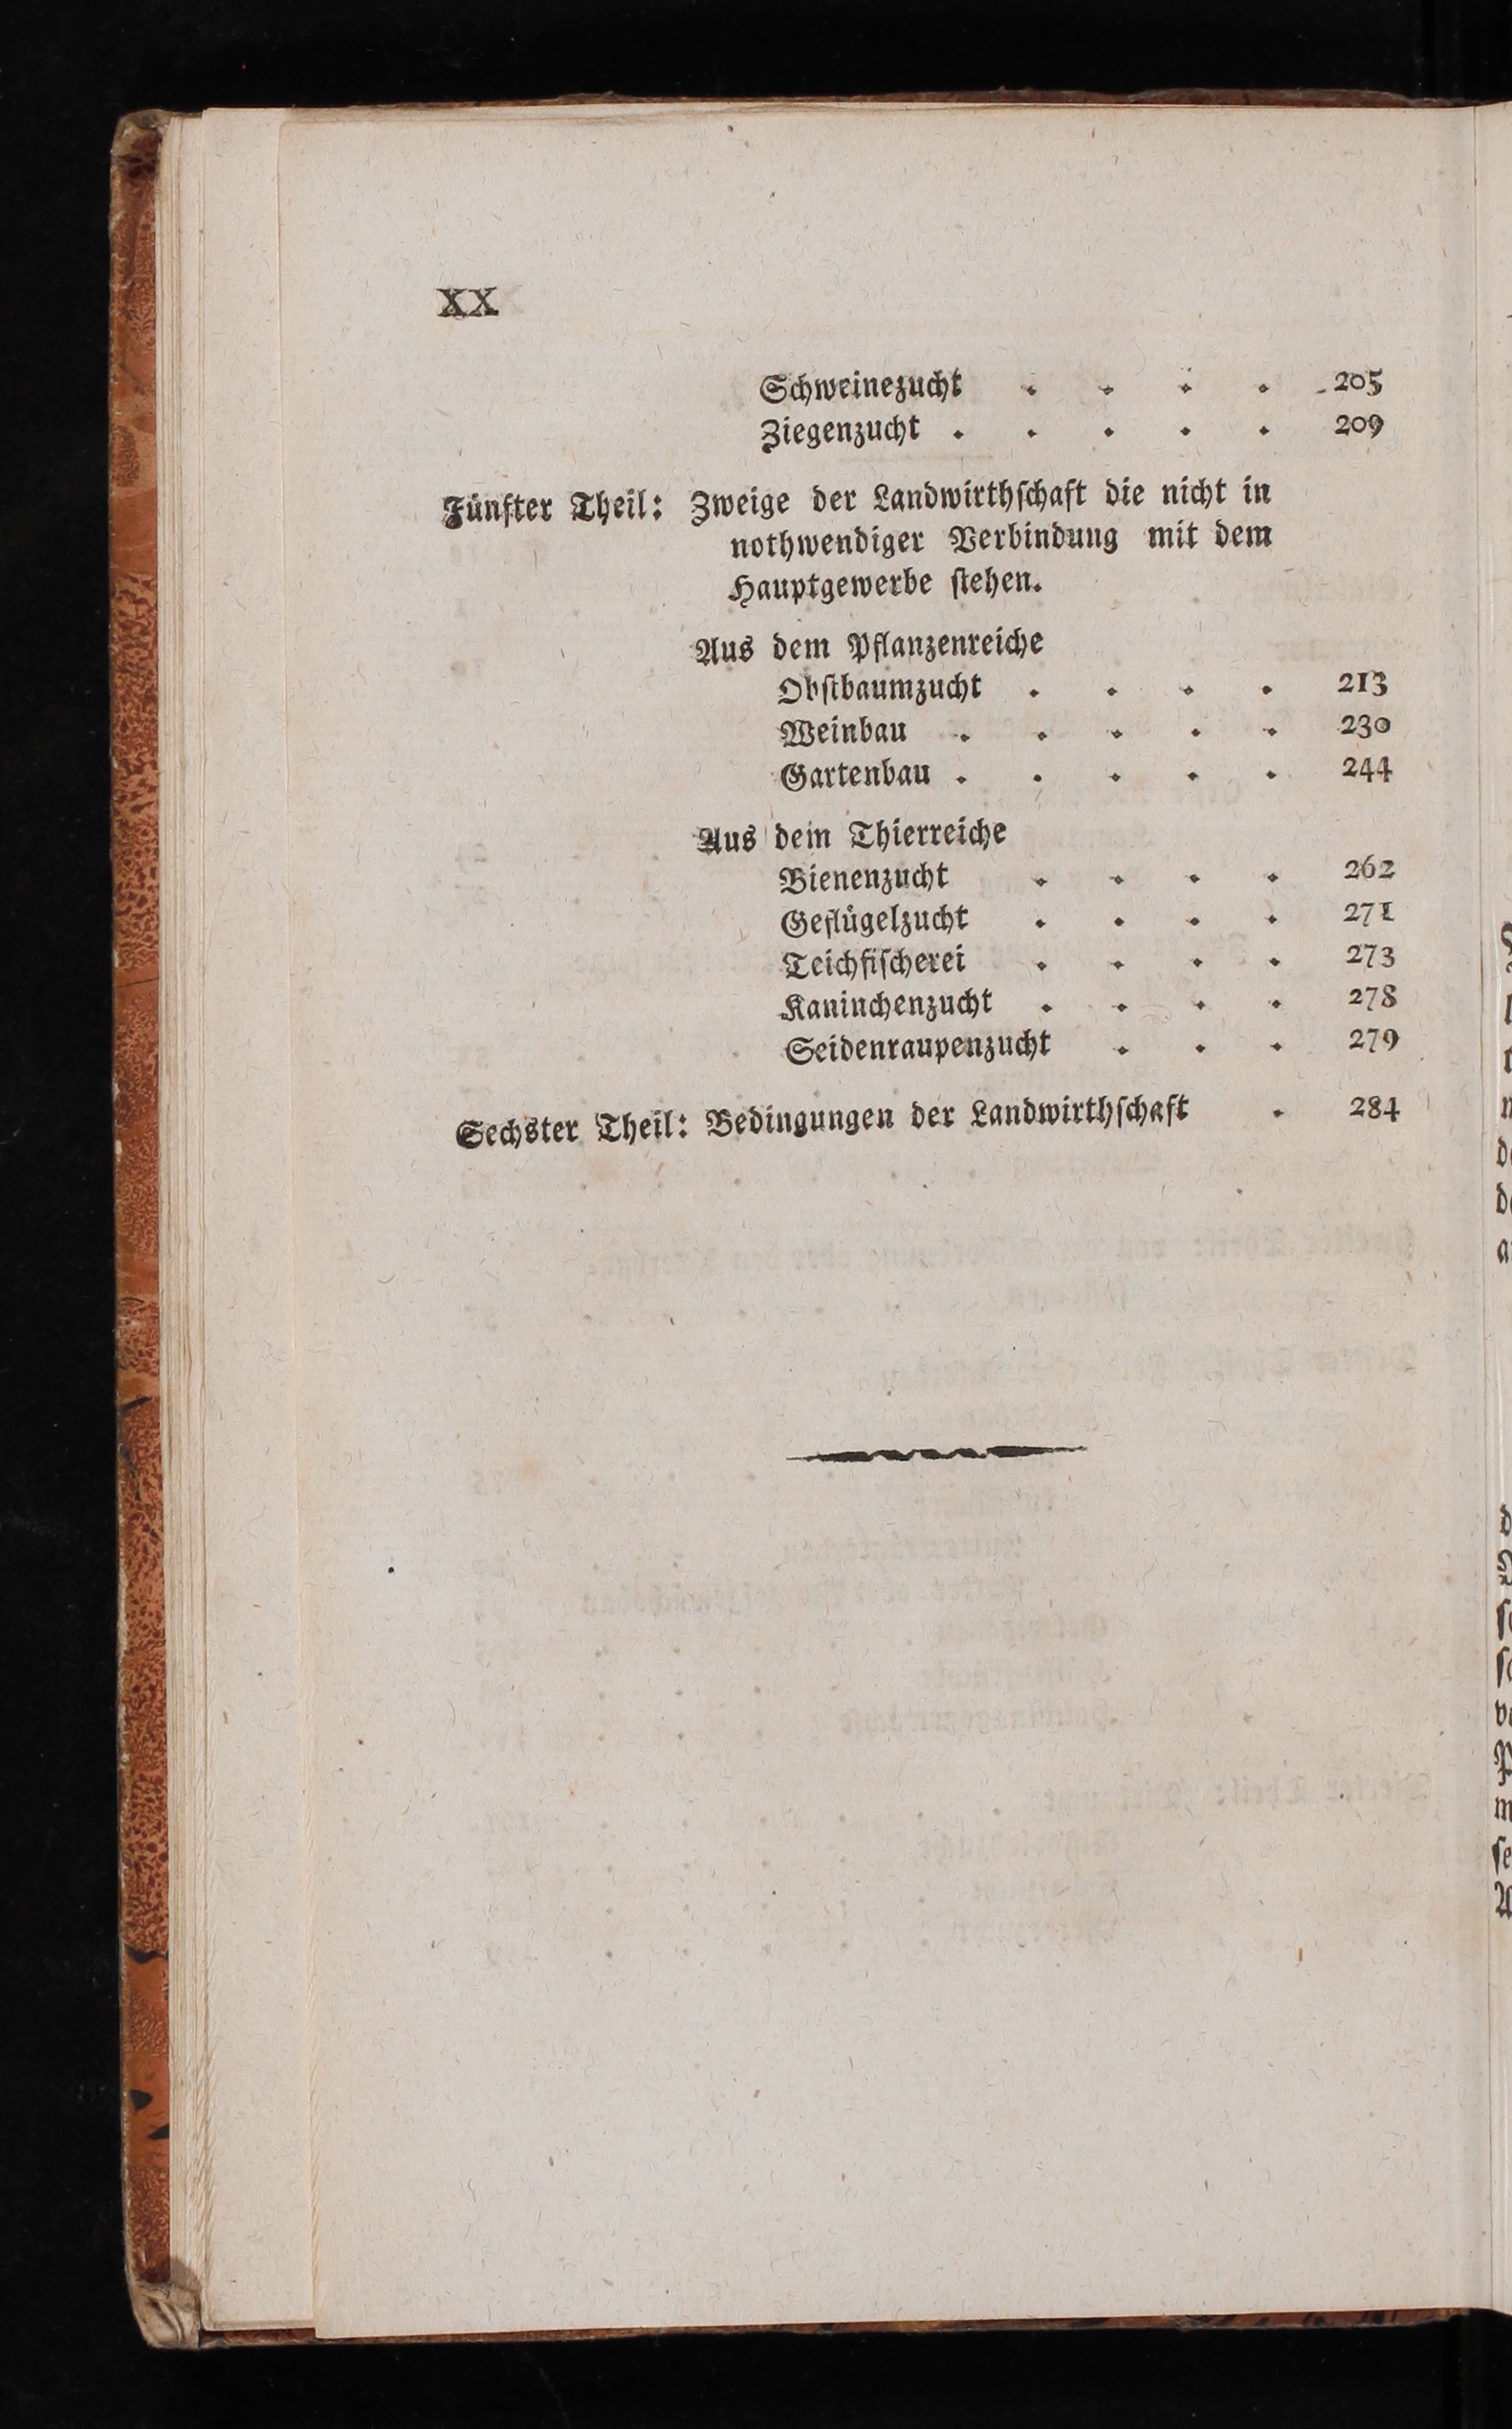 XX
Schweinezucht . . . . 205
Ziegenzucht . . . . . 209
Fünfter Theil: Zweige der Landwirthſchaft die nicht in
nothwendiger Verbindung mit dem
Hauptgewerbe ſtehen.
Aus dem Pflanzenreiche
Obſtbaumzucht . . . . 213
Weinbau . . . . . 230
Gartenbau . . . . . 244
Aus dem Thierreiche
Bienenzucht . . . . 262
Geflügelzucht . . . . 271
Teichfiſcherei . . . . 273
Kaninchenzucht . . . . 278
Seidenraupenzucht . . . 279
Sechster Theil: Bedingungen der Landwirthſchaft . 284